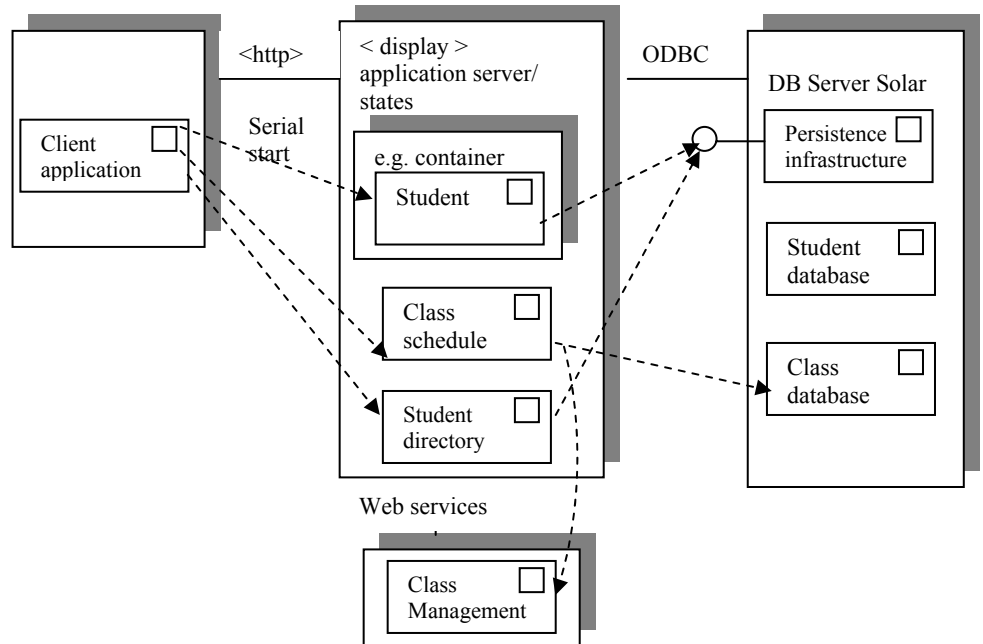 <http>
Serial
start
Client
application
< display >
application server/
states
e.g. container
Student
Class
schedule
Student
directory
ODBC
DB Server Solar
Persistence
infrastructure
Student
database
Class
database
Web services
Class
Management